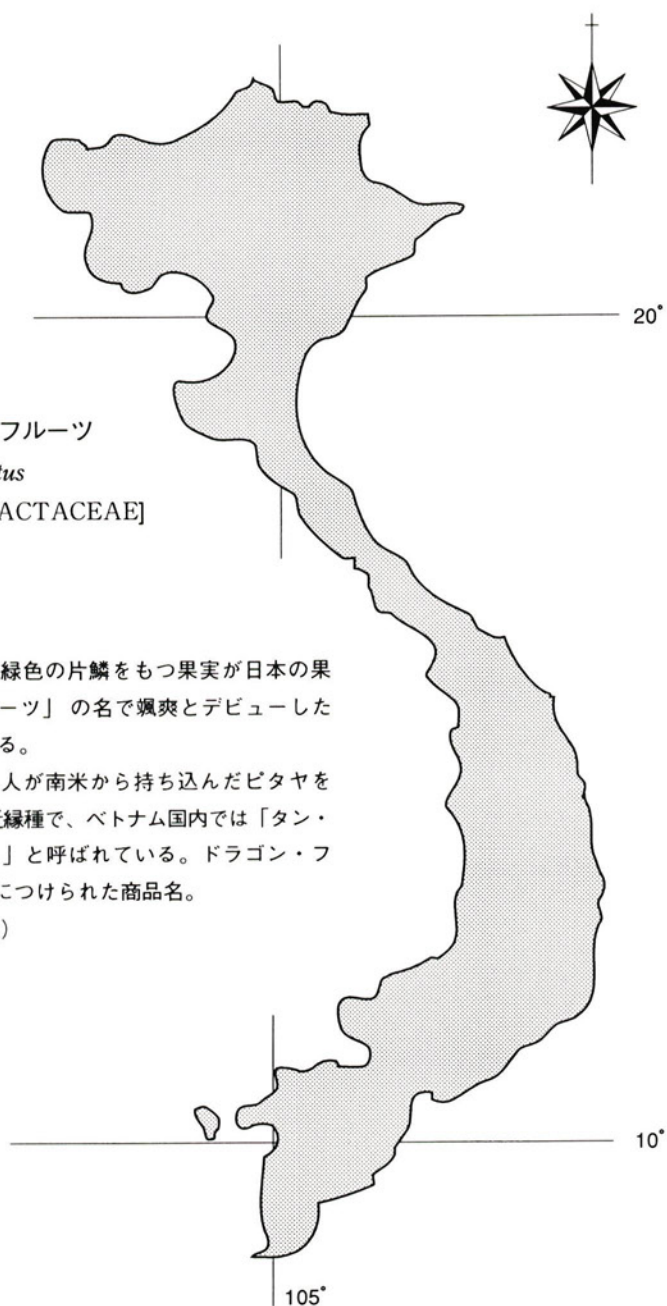 20°
フルーツ
tus
ACTACEAE]
緑色の片鱗をもつ果実が日本の果
ーツ」の名で颯爽とデビューした
る。
人が南米から持ち込んだピタヤを
近縁種で、ベトナム国内では「タン・
」と呼ばれている。ドラゴン・フ
につけられた商品名。
)
10°
105°